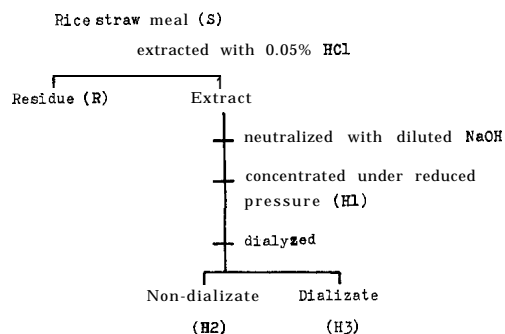 Rice straw meal (S)
extracted with 0.05% HCl
Residue (R) Extract
neutralized with diluted NaOH
concentrated under reduced
pressure (H1)
dialyzed
Non-dializate Dializate
(H2) (H3)